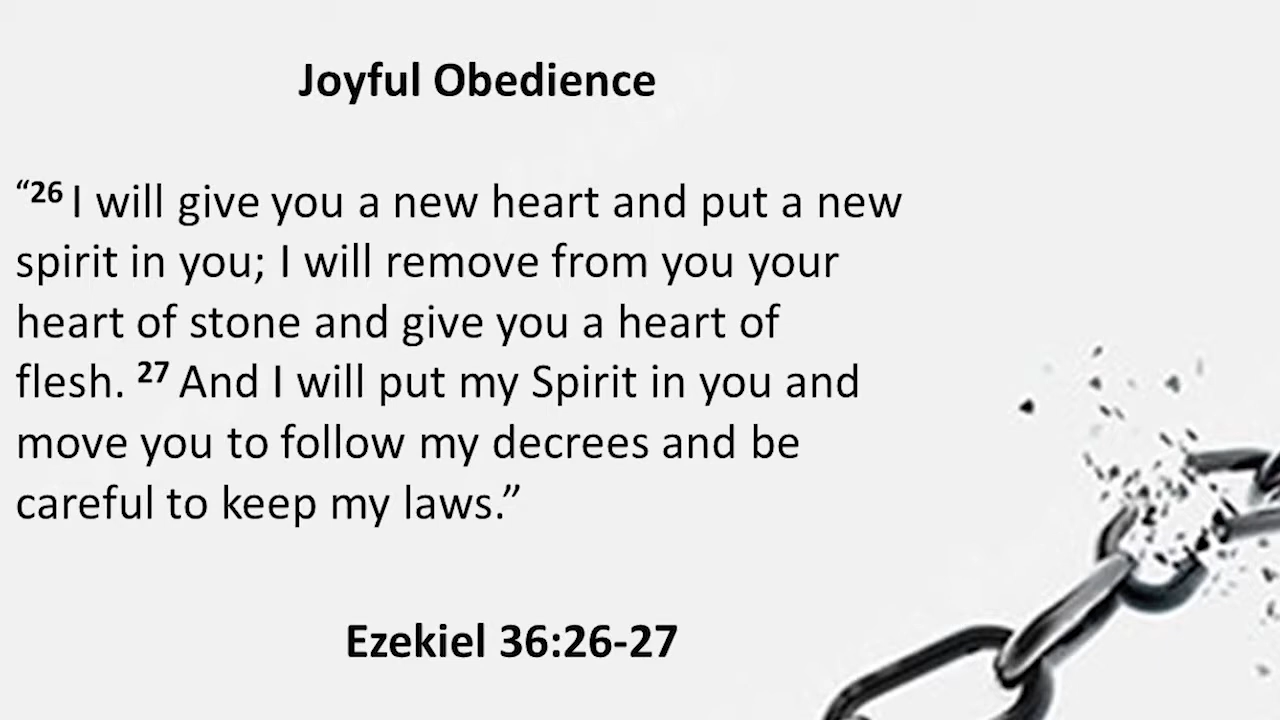 Joyful Obedience
“26 I will give you a new heart and put a new
spirit in you; I will remove from you your
heart of stone and give you a heart of
flesh. 27 And I will put my Spirit in you and
move you to follow my decrees and be
careful to keep my laws.”
Ezekiel 36:26-27